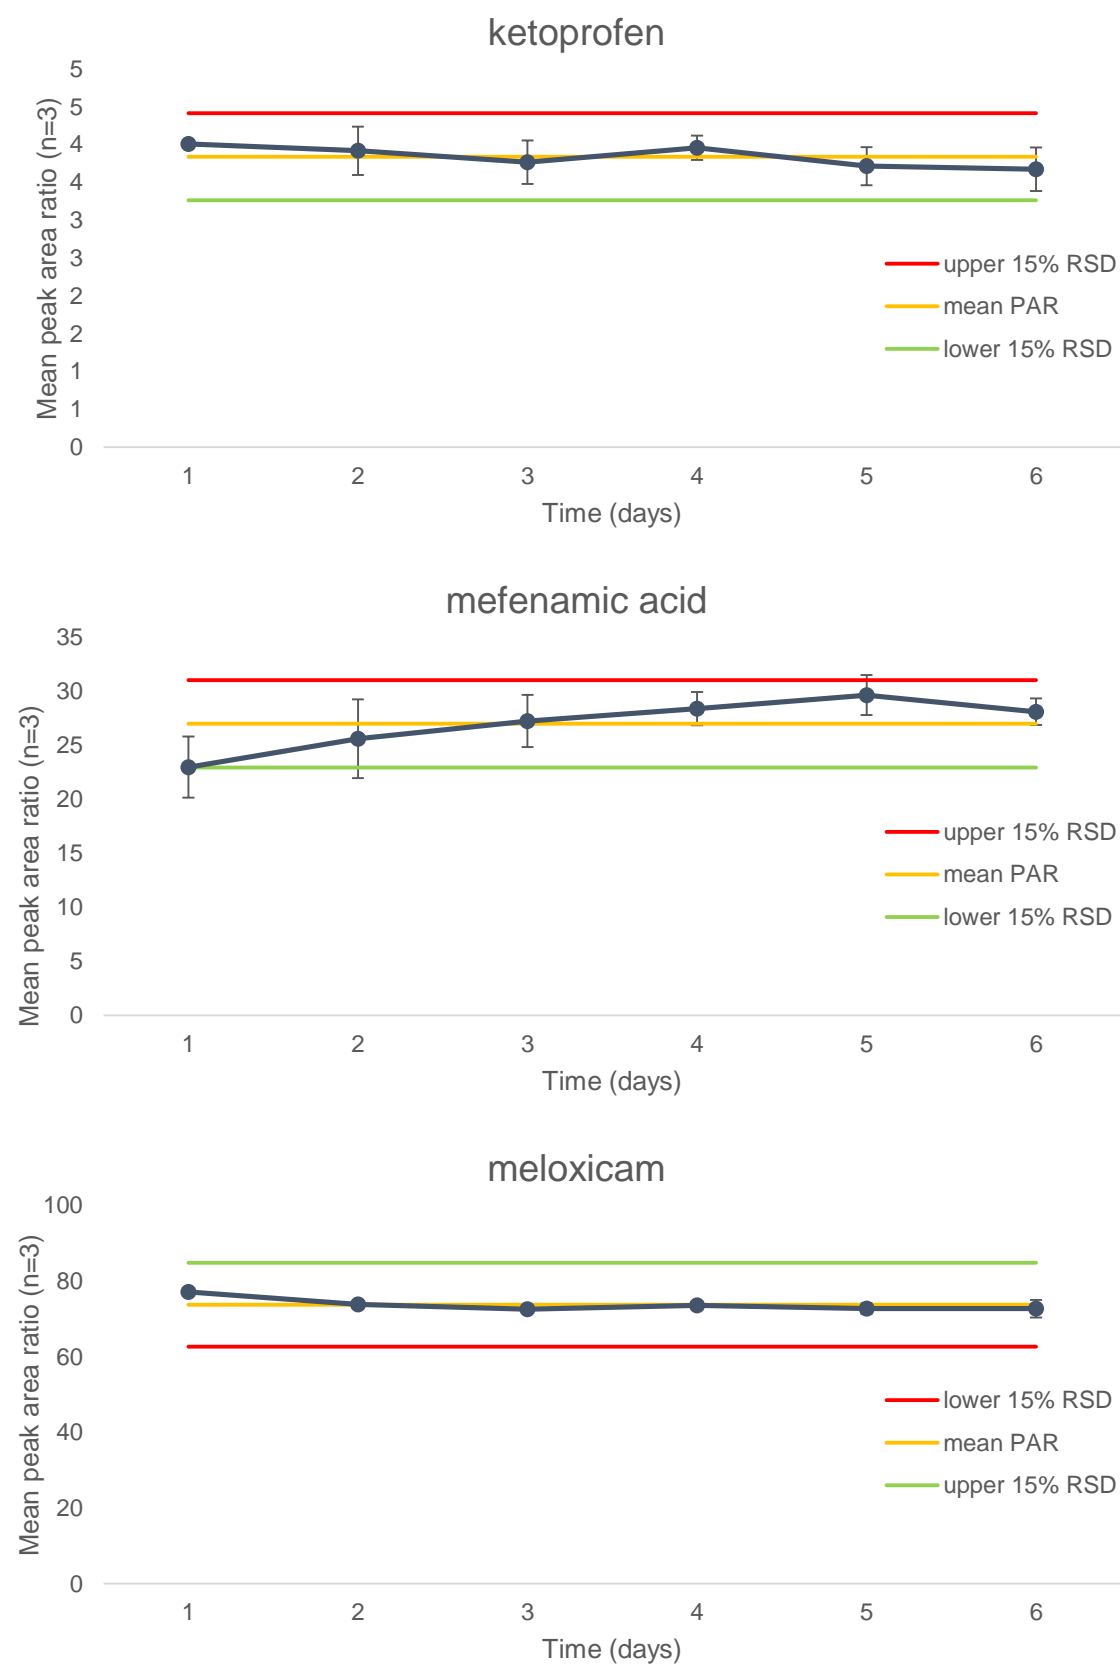 ketoprofen
Mean peak area ratio (n=3)
5
5
4
4
3
3
2
2
1
1
0
upper 15% RSD
mean PAR
lower 15% RSD
1 2 3 4 5 6
Time (days)
mefenamic acid
Mean peak area ratio (n=3)
35
30
25
20
15
10
5
0
upper 15% RSD
mean PAR
lower 15% RSD
1 2 3 4 5 6
Time (days)
meloxicam
Mean peak area ratio (n=3)
100
80
60
40
20
0
lower 15% RSD
mean PAR
upper 15% RSD
1 2 3 4 5 6
Time (days)